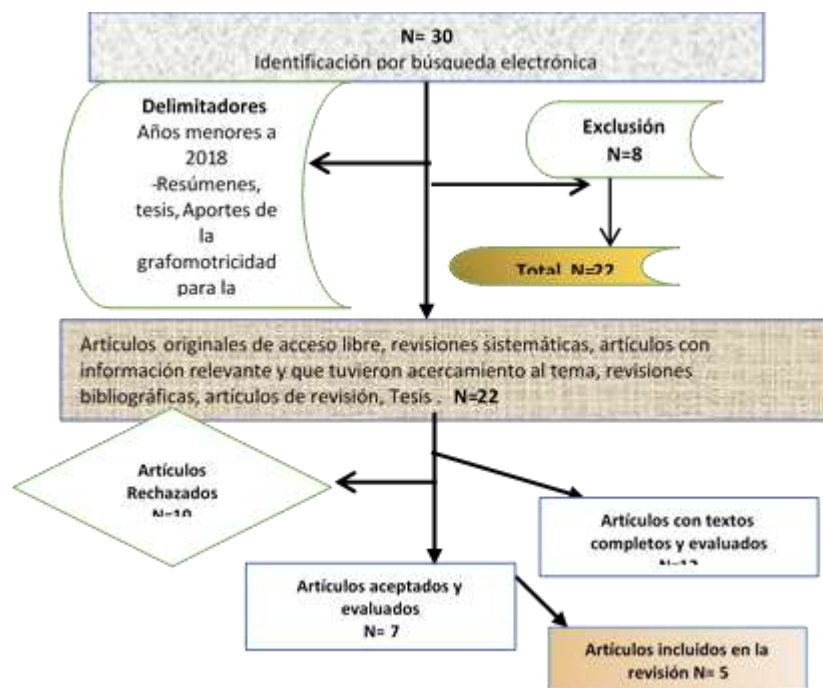 N= 30
Identificación por búsqueda electrónica
Delimitadores
Años menores a
2018
-Resúmenes,
tesis, Aportes de
la
grafomotricidad
para la
Exclusión
N=8
Total N=22
Artículos originales de acceso libre, revisiones sistemáticas, artículos con
información relevante y que tuvieron acercamiento al tema, revisiones
bibliográficas, artículos de revisión, Tesis . N=22
Artículos
Rechazados
N=10
Artículos con textos
completos y evaluados
Artículos aceptados y
evaluados
N= 7
Artículos incluidos en la
revisión N= 5